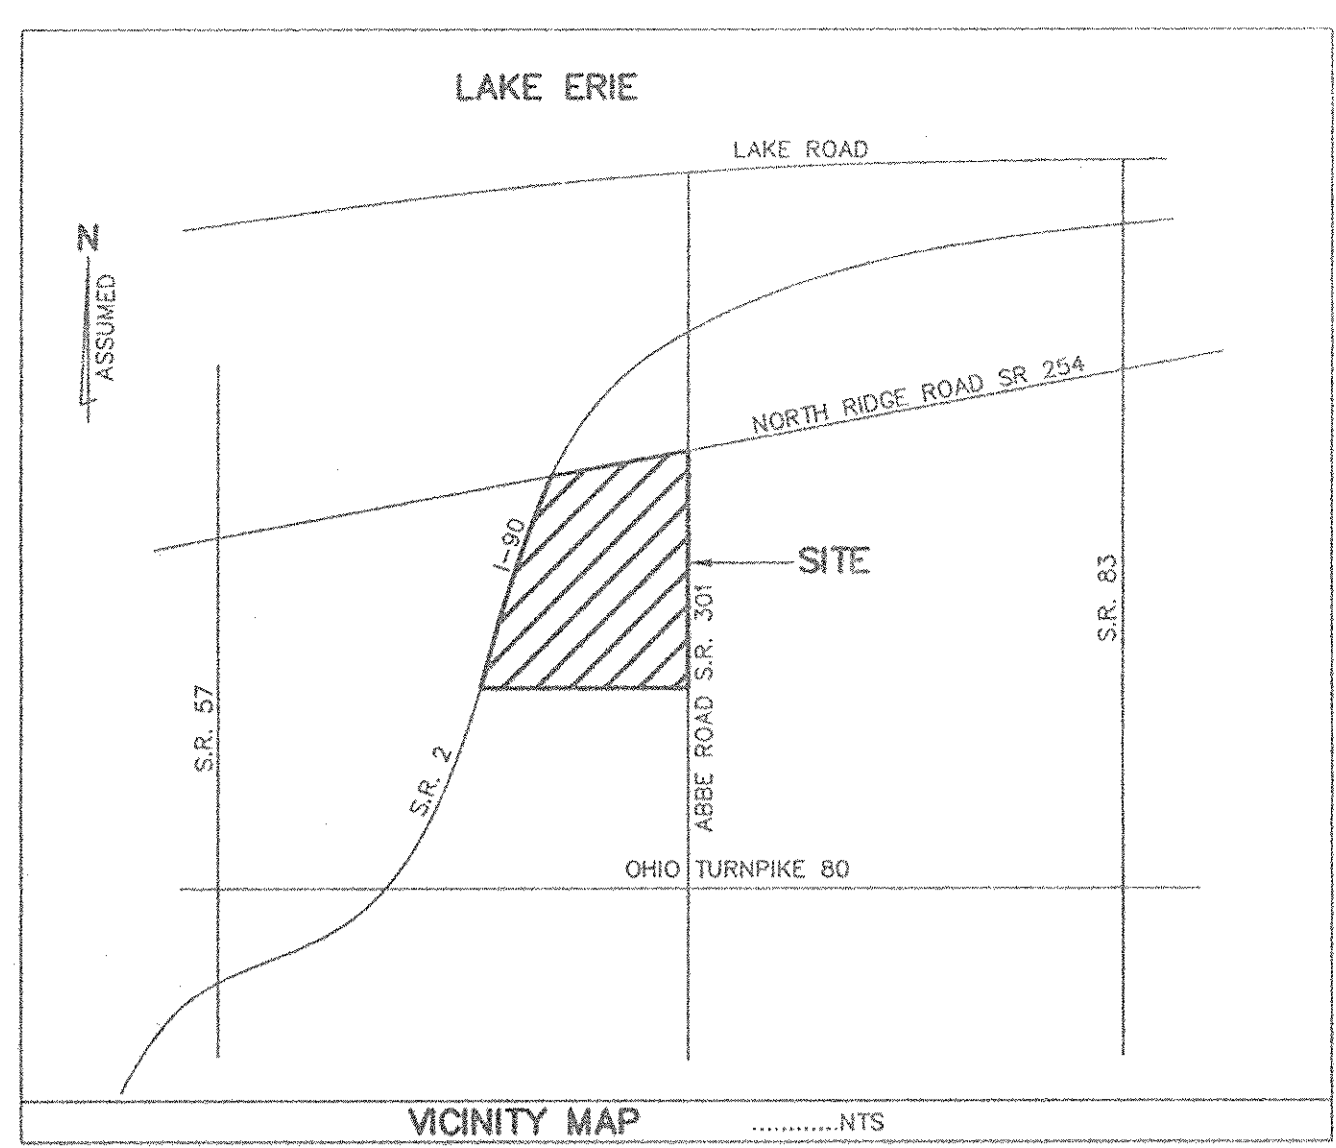 LAKE ERIE
LAKE ROAD
N
ASSUMED
NORTH RIDGE ROAD SR 254
I-90
SITE
S.R. 83
ABBE ROAD S.R. 301
S.R. 57
S.R. 2
OHIO TURNPIKE 80
VICINITY MAP ............NTS